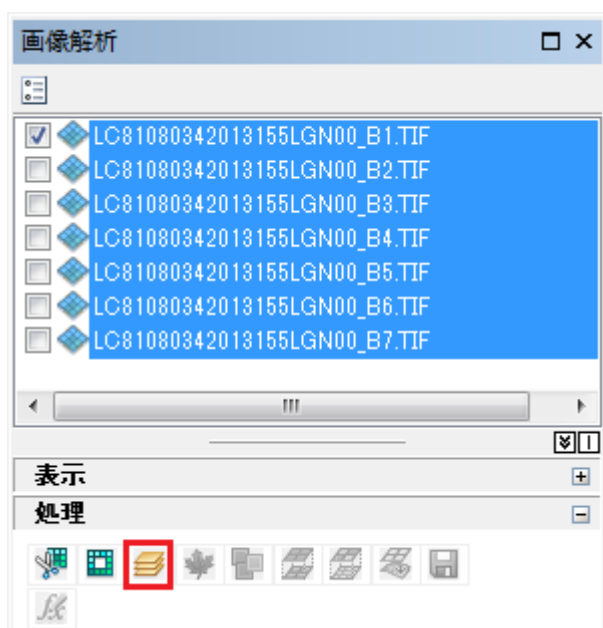 画像解析
LC81080342013155LGN00_B1.TIF
LC81080342013155LGN00_B2.TIF
LC81080342013155LGN00_B3.TIF
LC81080342013155LGN00_B4.TIF
LC81080342013155LGN00_B5.TIF
LC81080342013155LGN00_B6.TIF
LC81080342013155LGN00_B7.TIF
表示
処理
fx